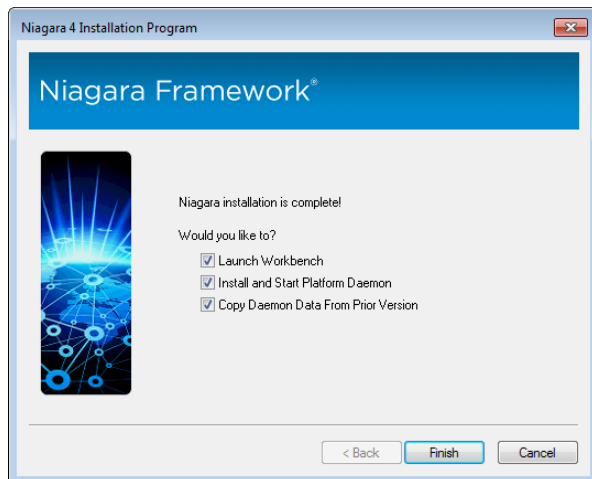 Niagara 4 Installation Program
Niagara Framework®
Niagara installation is complete!
Would you like to?
Launch Workbench
Install and Start Platform Daemon
Copy Daemon Data From Prior Version
< Back Finish Cancel